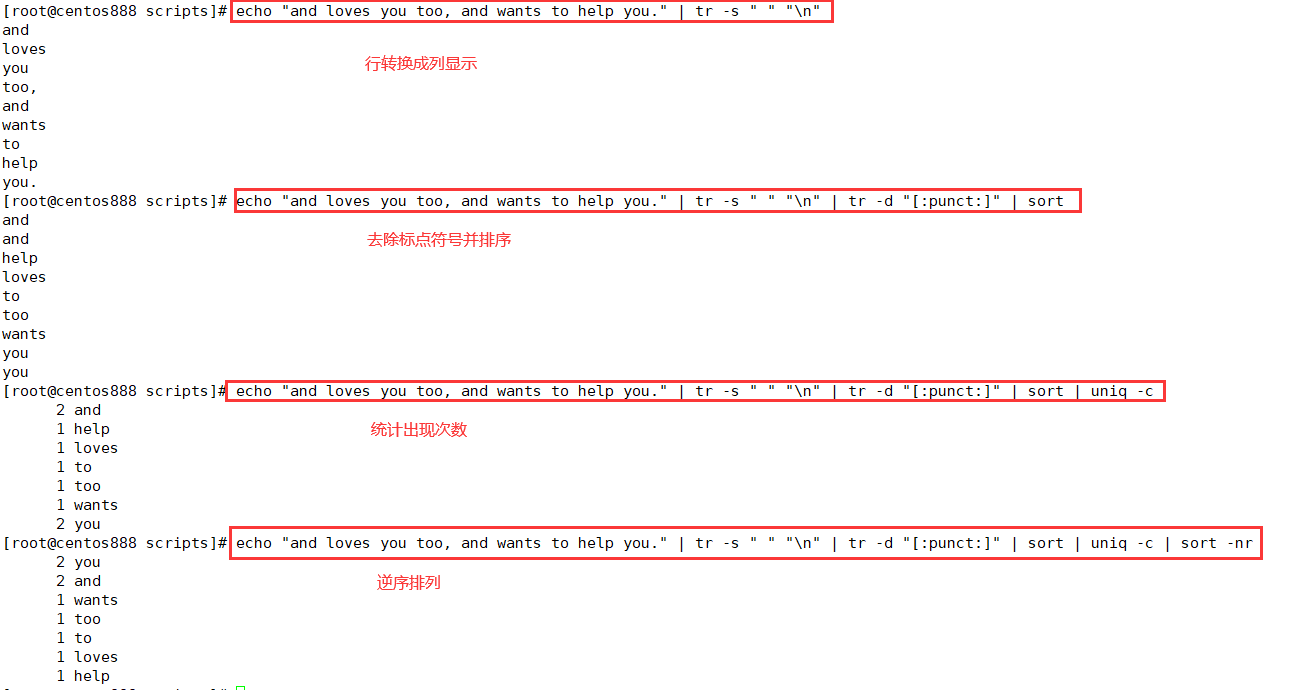 [root@centos888 scripts]# echo "and loves you too, and wants to help you." | tr -s " " "\n"
and
loves
行转换成列显示
you
too,
and
wants
to
help
you.
[root@centos888 scripts]# echo "and loves you too, and wants to help you." | tr -s " " "\n" | tr -d "[:punct:]" | sort
and
and
去除标点符号并排序
help
loves
to
too
wants
you
you
[root@centos888 scripts]# echo "and loves you too, and wants to help you." | tr -s " " "\n" | tr -d "[:punct:]" | sort | uniq -c
2 and
1 help
统计出现次数
1 loves
1 to
1 too
1 wants
2 you
[root@centos888 scripts]# echo "and loves you too, and wants to help you." | tr -s " " "\n" | tr -d "[:punct:]" | sort | uniq -c | sort -nr
2 you
2 and
逆序排列
1 wants
1 too
1 to
1 loves
1 help